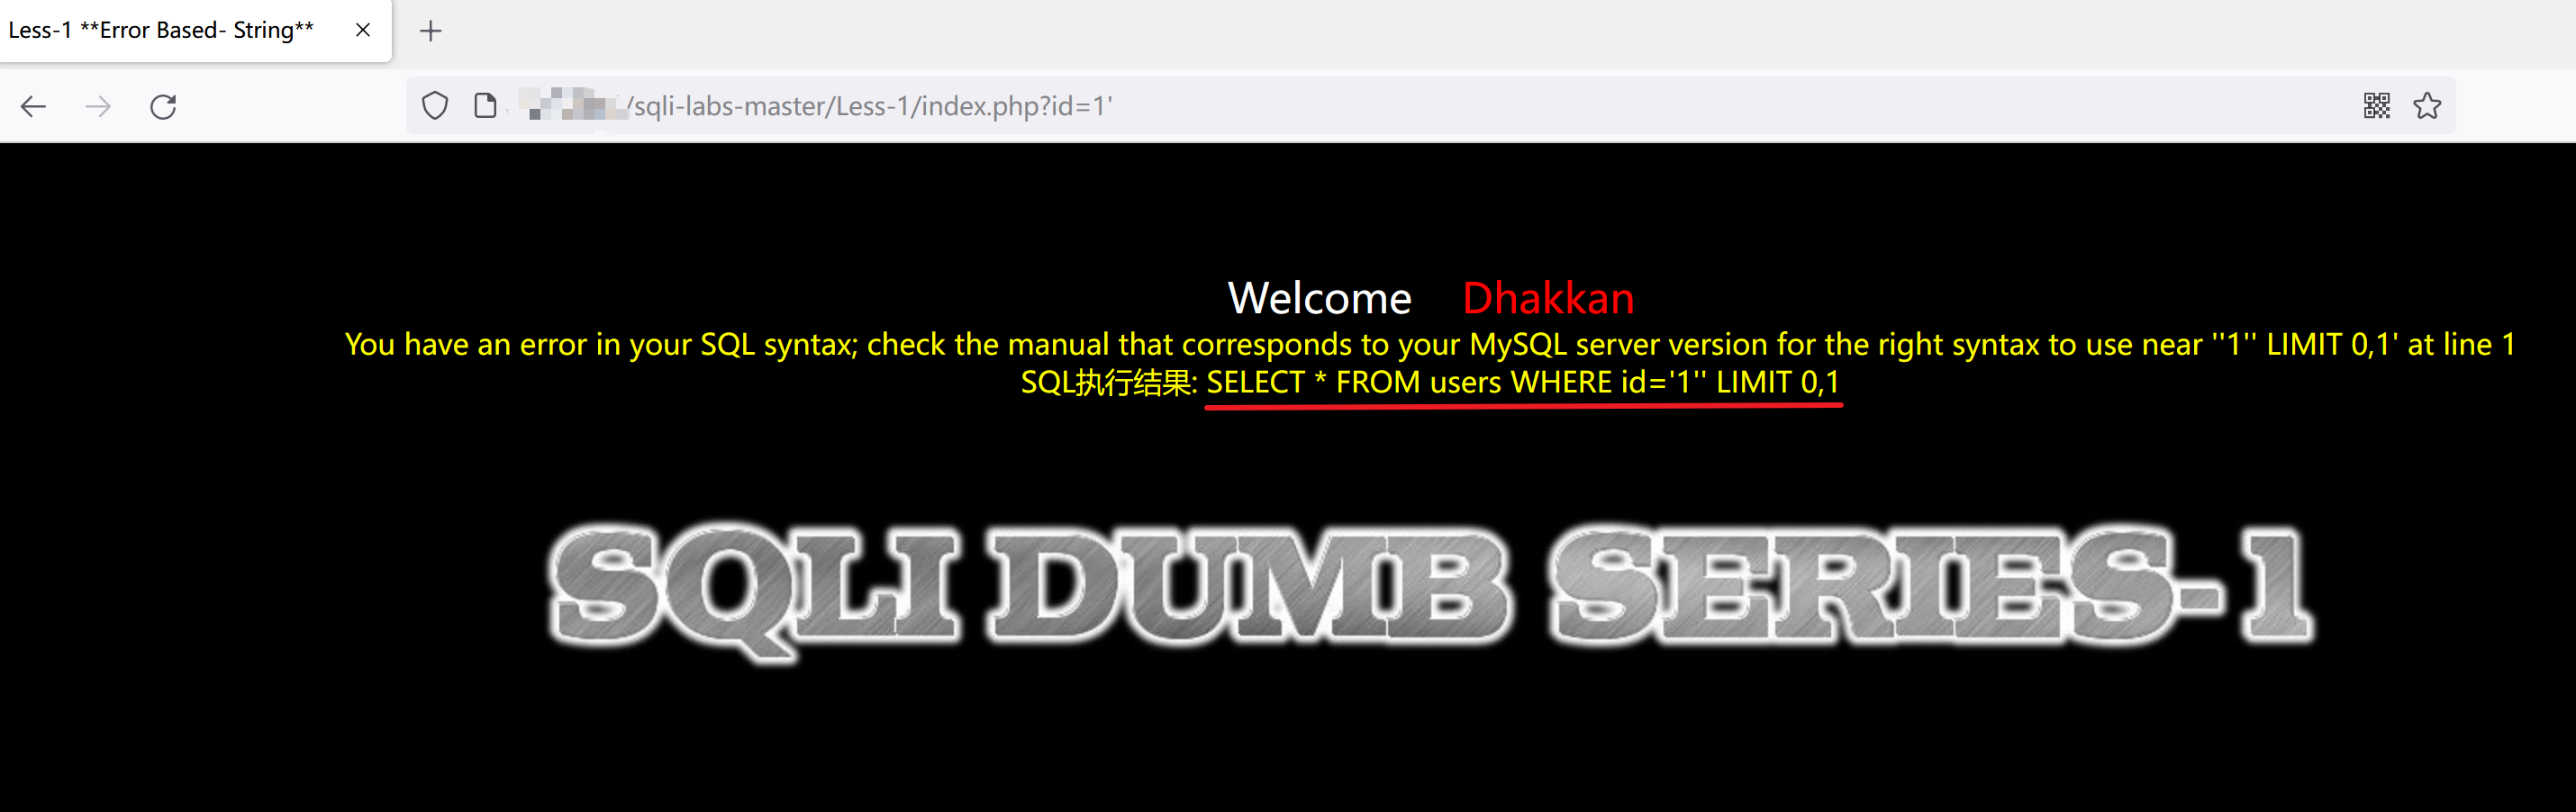 Less-1 **Error Based- String**
/sqli-labs-master/Less-1/index.php?id=1'
Welcome Dhakkan
You have an error in your SQL syntax; check the manual that corresponds to your MySQL server version for the right syntax to use near ''1'' LIMIT 0,1' at line 1
SQL执行结果: SELECT * FROM users WHERE id='1'' LIMIT 0,1
SQLI DUMB SERIES-1